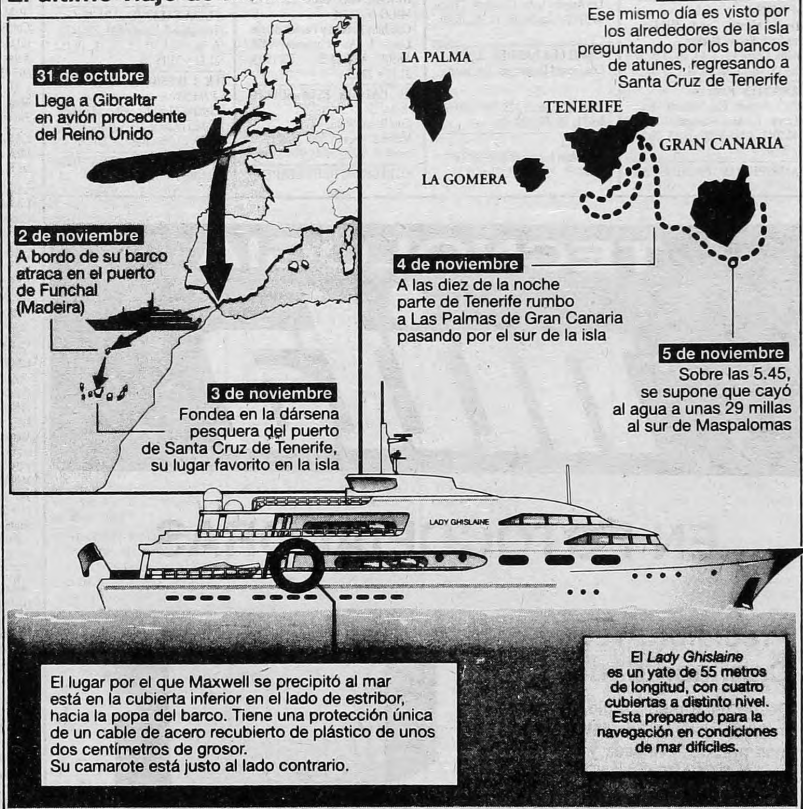 El último viaje de
31 de octubre
Llega a Gibraltar
en avión procedente
del Reino Unido
2 de noviembre
A bordo de su barco
atraca en el puerto
de Funchal
(Madeira)
3 de noviembre
Fondea en la dársena
pesquera del puerto
de Santa Cruz de Tenerife,
su lugar favorito en la isla
Ese mismo día es visto por
los alrededores de la isla
preguntando por los bancos
de atunes, regresando a
Santa Cruz de Tenerife
LA PALMA
TENERIFE
GRAN CANARIA
LA GOMERA
4 de noviembre
A las diez de la noche
parte de Tenerife rumbo
a Las Palmas de Gran Canaria
pasando por el sur de la isla
5 de noviembre
Sobre las 5.45,
se supone que cayó
al agua a unas 29 millas
al sur de Maspalomas
LADY GHISLAINE
El lugar por el que Maxwell se precipitó al mar
está en la cubierta inferior en el lado de estribor,
hacia la popa del barco. Tiene una protección única
de un cable de acero recubierto de plástico de unos
dos centímetros de grosor.
Su camarote está justo al lado contrario.
El Lady Ghislaine
es un yate de 55 metros
de longitud, con cuatro
cubiertas a distinto nivel.
Esta preparado para la
navegación en condiciones
de mar difíciles.